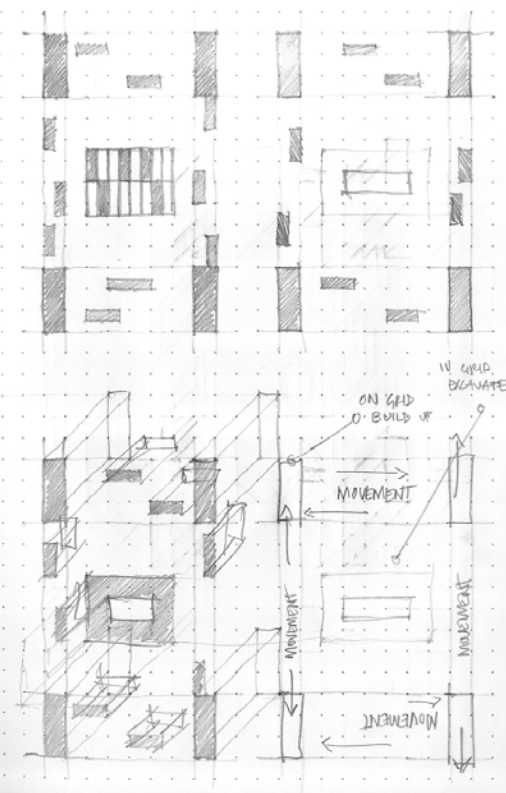 IN GRID,
EXCAVATE
ON GRID
O. BUILD UP
MOVEMENT
MOVEMENT
MOVEMENT
MOVEMENT